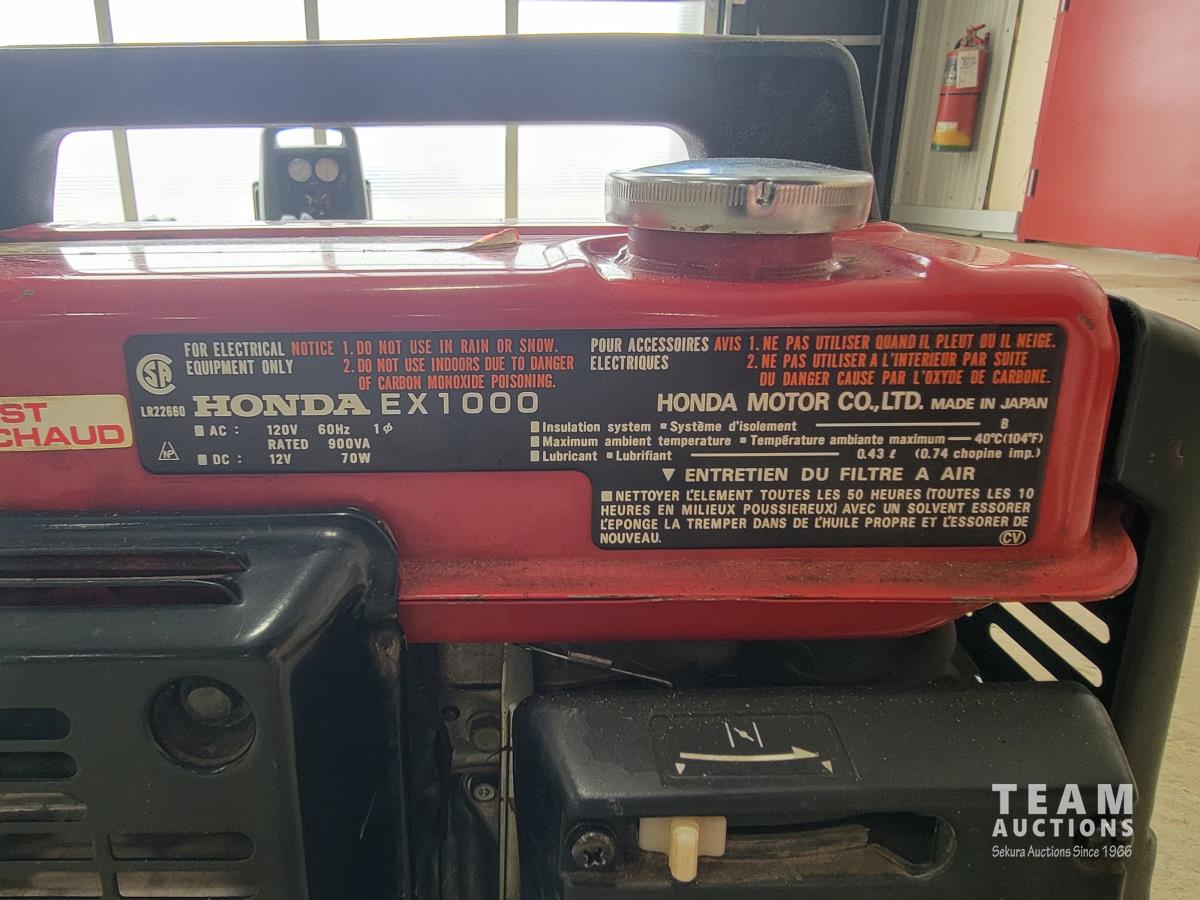 FOR ELECTRICAL EQUIPMENT ONLY
NOTICE 1. DO NOT USE IN RAIN OR SNOW.
2. DO NOT USE INDOORS DUE TO DANGER
OF CARBON MONOXIDE POISONING.
POUR ACCESSOIRES ELECTRIQUES
AVIS 1. NE PAS UTILISER QUAND IL PLEUT OU IL NEIGE.
2. NE PAS UTILISER A L'INTERIEUR PAR SUITE
DU DANGER CAUSE PAR L'OXYDE DE CARBONE.
LR22660 HONDA EX1000
HONDA MOTOR CO., LTD. MADE IN JAPAN
■ AC: 120V 60Hz 1ϕ
RATED 900VA
■ DC: 12V 70W
NP
■ Insulation system ■ Système d'isolement B
■ Maximum ambient temperature ■ Température ambiante maximum 40°C (104°F)
■ Lubricant ■ Lubrifiant 0.43 ℓ (0.74 chopine imp.)
▼ ENTRETIEN DU FILTRE A AIR
■ NETTOYER L'ELEMENT TOUTES LES 50 HEURES (TOUTES LES 10
HEURES EN MILIEUX POUSSIEREUX) AVEC UN SOLVENT ESSORER
L'EPONGE LA TREMPER DANS DE L'HUILE PROPRE ET L'ESSORER DE
NOUVEAU.
CV
ST
CHAUD
TEAM
AUCTIONS
Sekura Auctions Since 1966